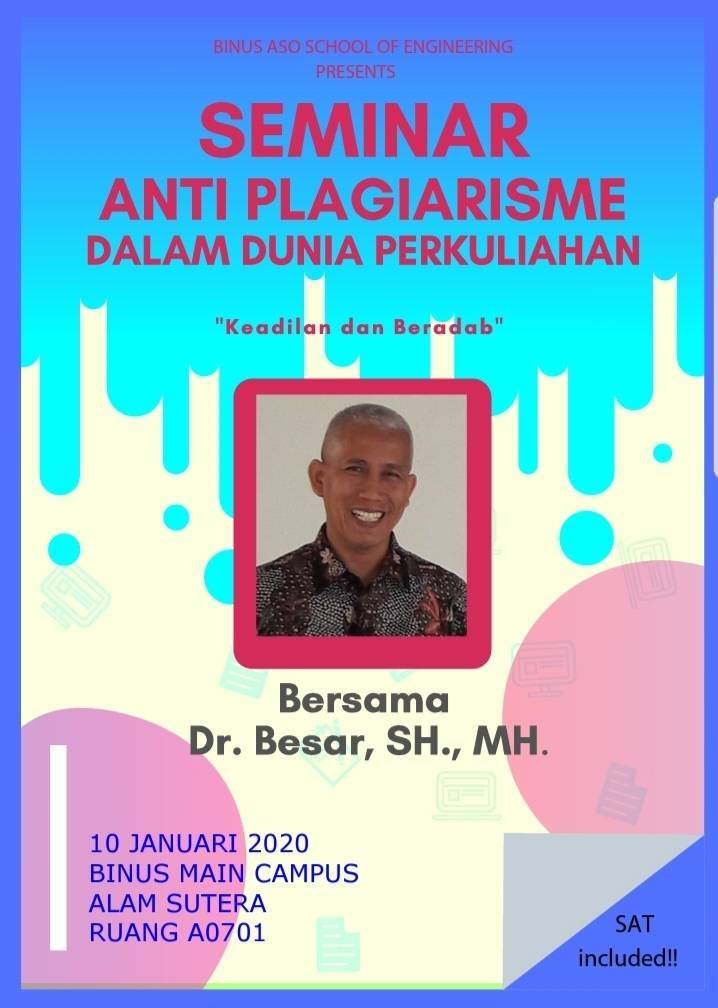 BINUS ASO SCHOOL OF ENGINEERING
PRESENTS
SEMINAR
ANTI PLAGIARISME
DALAM DUNIA PERKULIAHAN
"Keadilan dan Beradab"
Bersama
Dr. Besar, SH., MH.
10 JANUARI 2020
BINUS MAIN CAMPUS
ALAM SUTERA
RUANG A0701
SAT
included!!